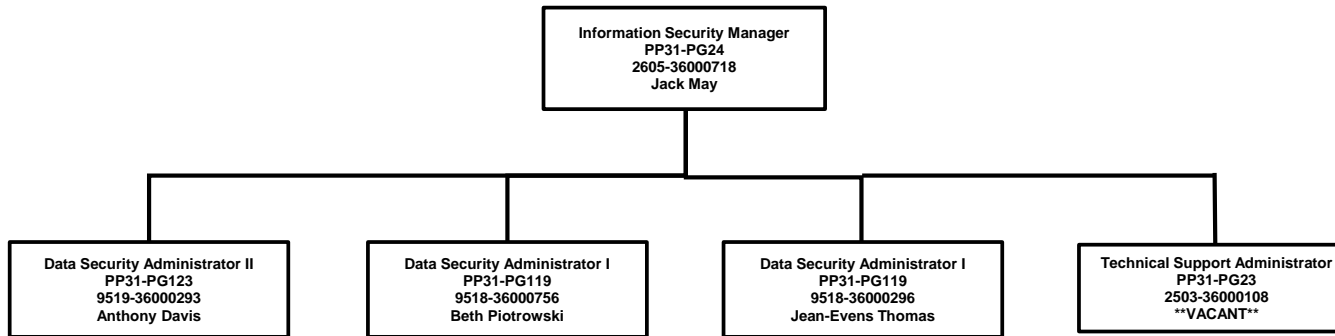 Information Security Manager
PP31-PG24
2605-36000718
Jack May
Data Security Administrator II
PP31-PG123
9519-36000293
Anthony Davis
Data Security Administrator I
PP31-PG119
9518-36000756
Beth Piotrowski
Data Security Administrator I
PP31-PG119
9518-36000296
Jean-Evens Thomas
Technical Support Administrator
PP31-PG23
2503-36000108
**VACANT**